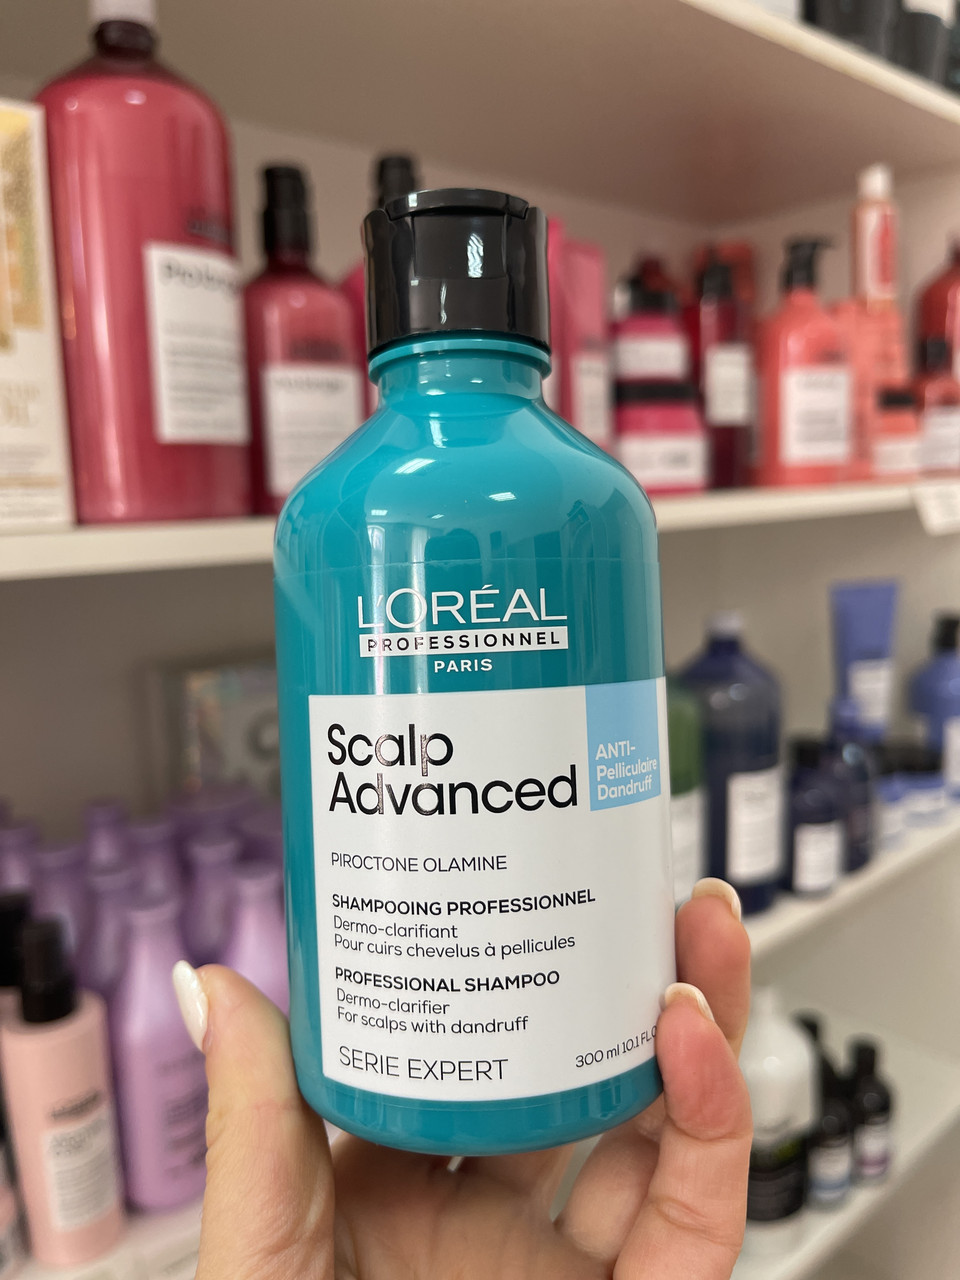 L'ORÉAL
PROFESSIONNEL
PARIS
Scalp
Advanced
ANTI-
Pelliculaire
Dandruff
PIROCTONE OLAMINE
SHAMPOOING PROFESSIONNEL
Dermo-clarifiant
Pour cuirs chevelus à pellicules
PROFESSIONAL SHAMPOO
Dermo-clarifier
For scalps with dandruff
SERIE EXPERT
300 ml 10.1 FL